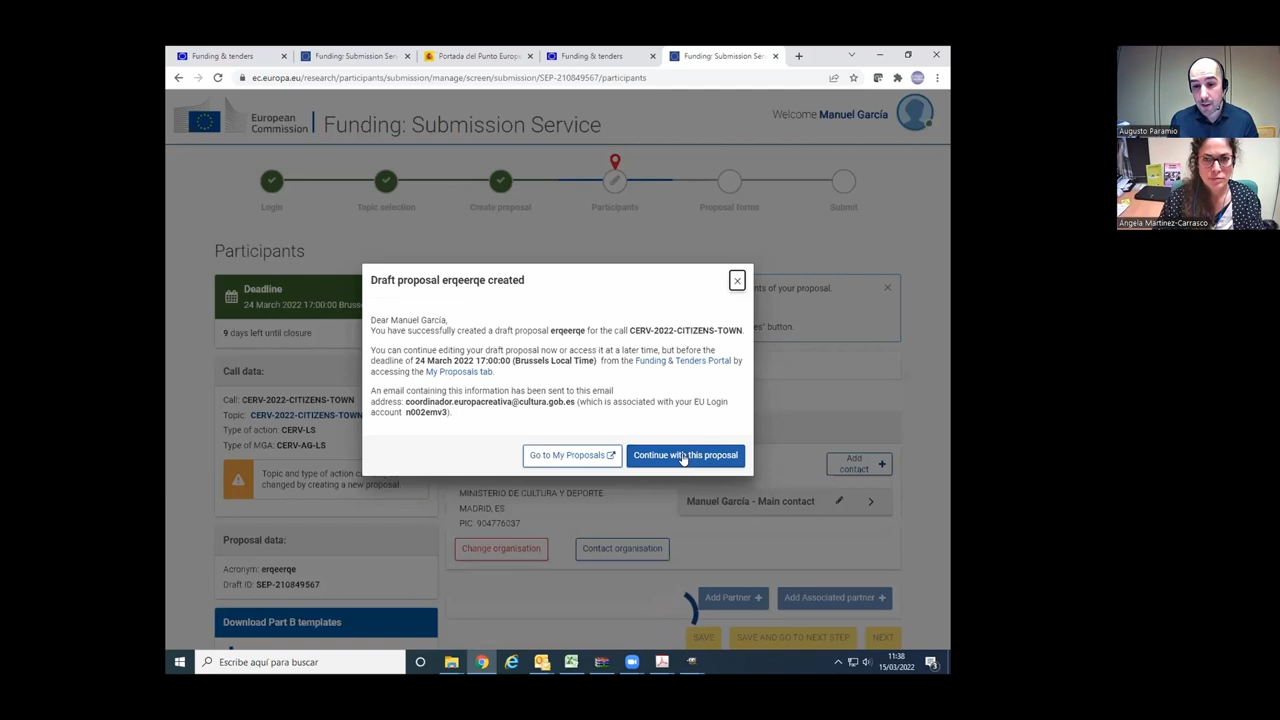 Funding & tenders
Funding: Submission Ser
Portada del Punto Europe
Funding & tenders
Funding: Submission Ser
ec.europa.eu/research/participants/submission/manage/screen/submission/SEP-210849567/participants
European
Commission
Funding: Submission Service
Welcome Manuel García
Login
Topic selection
Create proposal
Participants
Proposal forms
Submit
Participants
Deadline
24 March 2022 17:00:00 Bruss
9 days left until closure
nts of your proposal.
es' button.
Call data:
Call: CERV-2022-CITIZENS-TOWN
Topic: CERV-2022-CITIZENS-TOWN
Type of action: CERV-LS
Type of MGA: CERV-AG-LS
Topic and type of action ca
changed by creating a new proposal.
Draft proposal erqeerqe created
Dear Manuel García,
You have successfully created a draft proposal erqeerqe for the call CERV-2022-CITIZENS-TOWN.
You can continue editing your draft proposal now or access it at a later time, but before the
deadline of 24 March 2022 17:00:00 (Brussels Local Time) from the Funding & Tenders Portal by
accessing the My Proposals tab.
An email containing this information has been sent to this email
address: coordinador.europacreativa@cultura.gob.es (which is associated with your EU Login
account n002emv3).
Go to My Proposals
Continue with this proposal
Add
contact
MINISTERIO DE CULTURA Y DEPORTE
MADRID, ES
PIC 904776037
Manuel García - Main contact
Change organisation
Contact organisation
Proposal data:
Acronym: erqeerqe
Draft ID: SEP-210849567
Add Partner
Add Associated partner
Download Part B templates
SAVE
SAVE AND GO TO NEXT STEP
NEXT
Escribe aquí para buscar
11:38
15/03/2022
3
Augusto Paramio
Angela Martinez-Carrasco